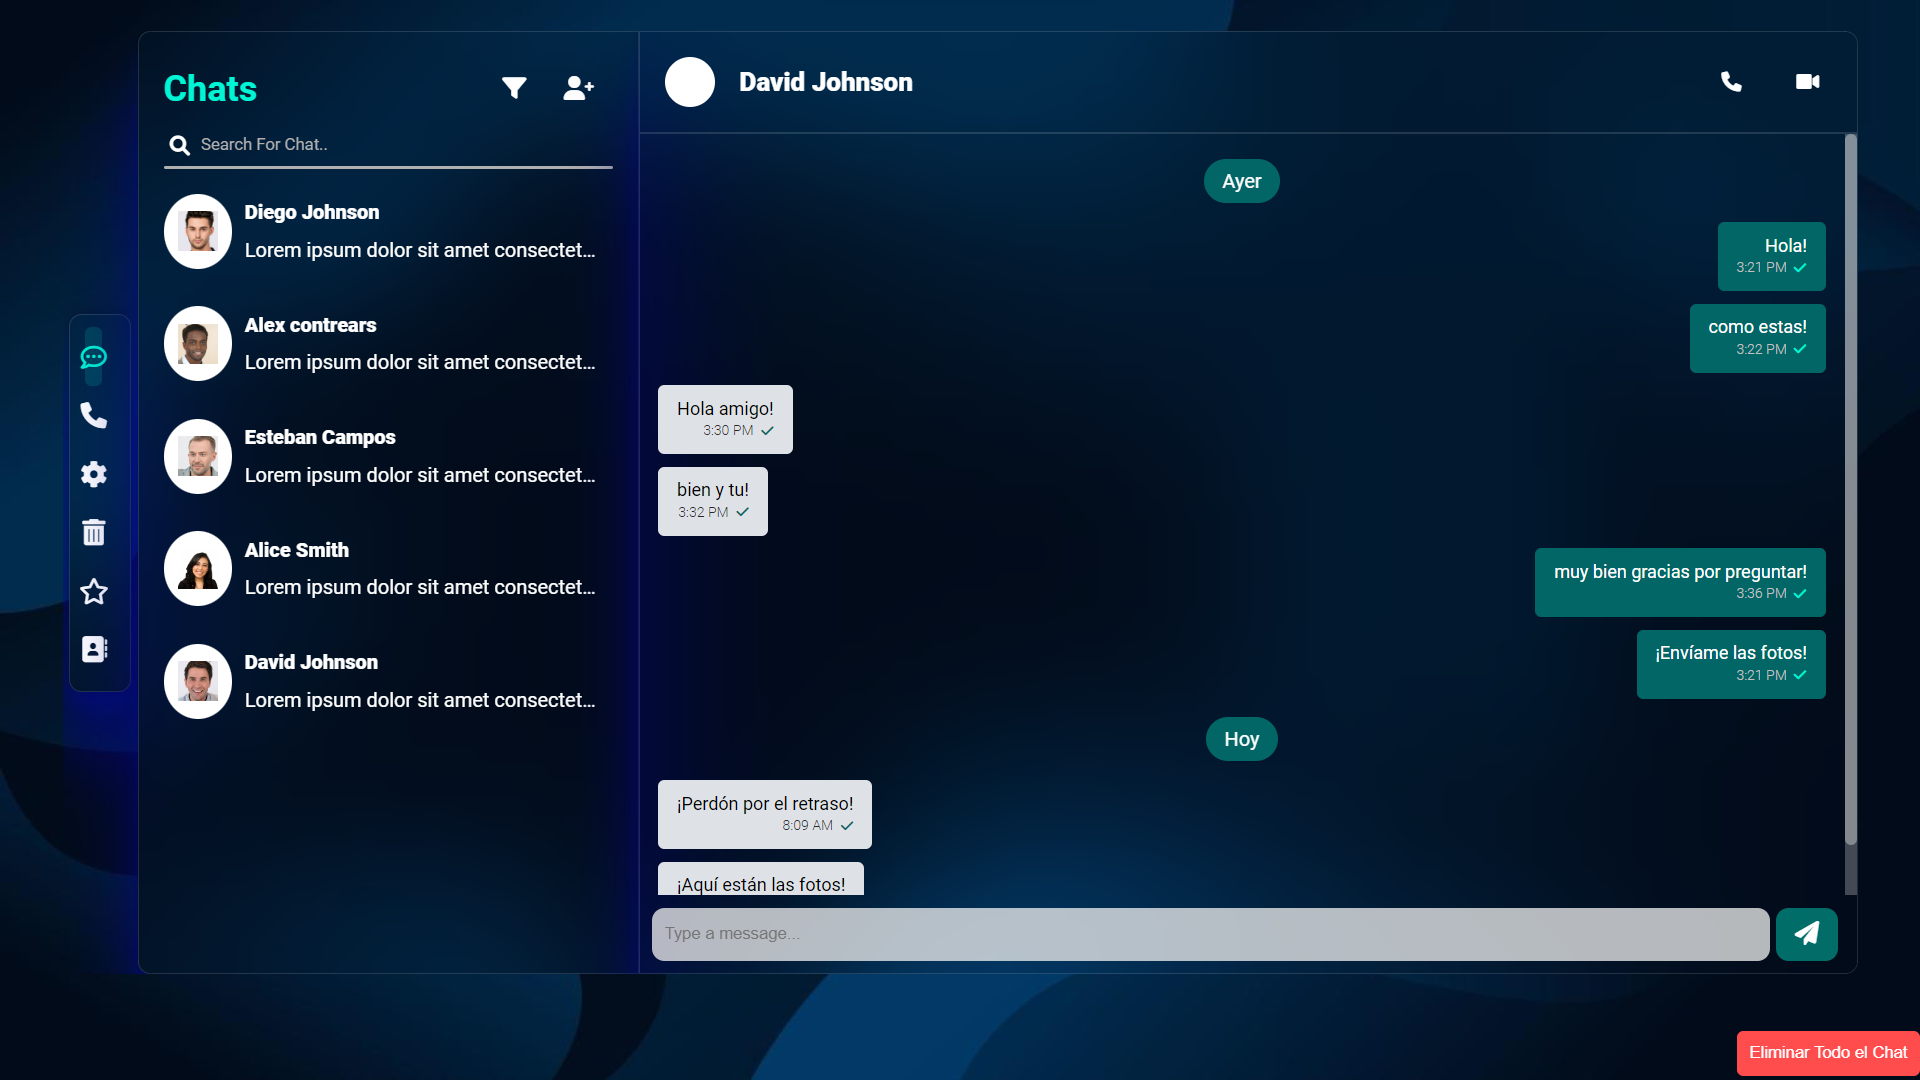 Chats
Search For Chat..
Diego Johnson
Lorem ipsum dolor sit amet consectet...
Alex contrears
Lorem ipsum dolor sit amet consectet...
Esteban Campos
Lorem ipsum dolor sit amet consectet...
Alice Smith
Lorem ipsum dolor sit amet consectet...
David Johnson
Lorem ipsum dolor sit amet consectet...
David Johnson
Ayer
Hola!
3:21 PM
como estas!
3:22 PM
Hola amigo!
3:30 PM
bien y tu!
3:32 PM
muy bien gracias por preguntar!
3:36 PM
¡Envíame las fotos!
3:21 PM
Hoy
¡Perdón por el retraso!
8:09 AM
¡Aquí están las fotos!
Type a message...
Eliminar Todo el Chat